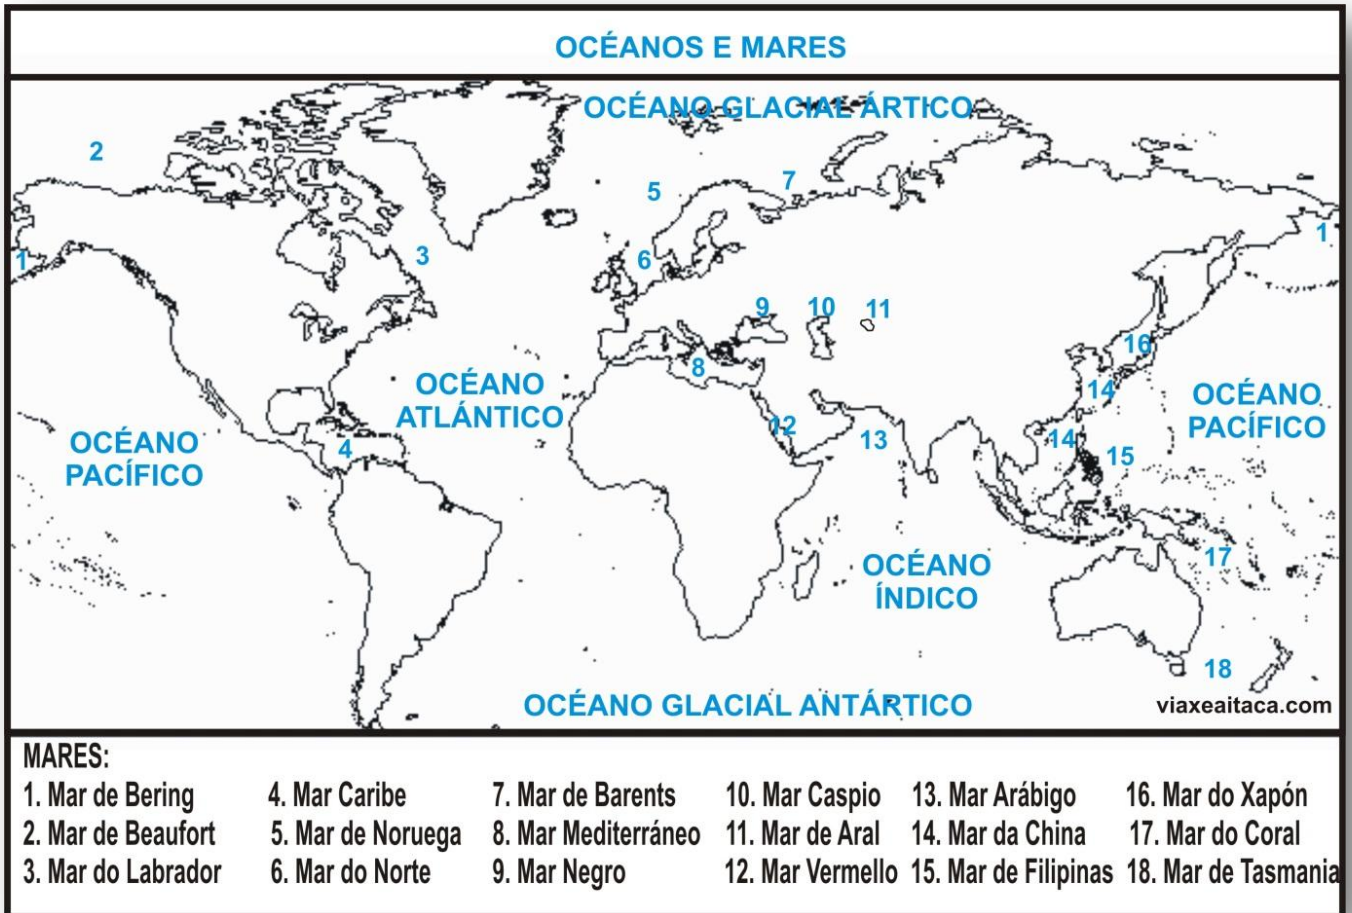 OCÉANOS E MARES
OCÉANO GLACIAL ÁRTICO
2
5
7
1
3
6
1
9
10
11
16
8
14
OCÉANO
ATLÁNTICO
OCÉANO
PACÍFICO
12
13
14
15
OCÉANO
PACÍFICO
4
17
OCÉANO
ÍNDICO
18
OCÉANO GLACIAL ANTÁRTICO
viaxeaitaca.com
MARES:
1. Mar de Bering
2. Mar de Beaufort
3. Mar do Labrador
4. Mar Caribe
5. Mar de Noruega
6. Mar do Norte
7. Mar de Barents
8. Mar Mediterráneo
9. Mar Negro
10. Mar Caspio
11. Mar de Aral
12. Mar Vermello
13. Mar Arábigo
14. Mar da China
15. Mar de Filipinas
16. Mar do Xapón
17. Mar do Coral
18. Mar de Tasmania